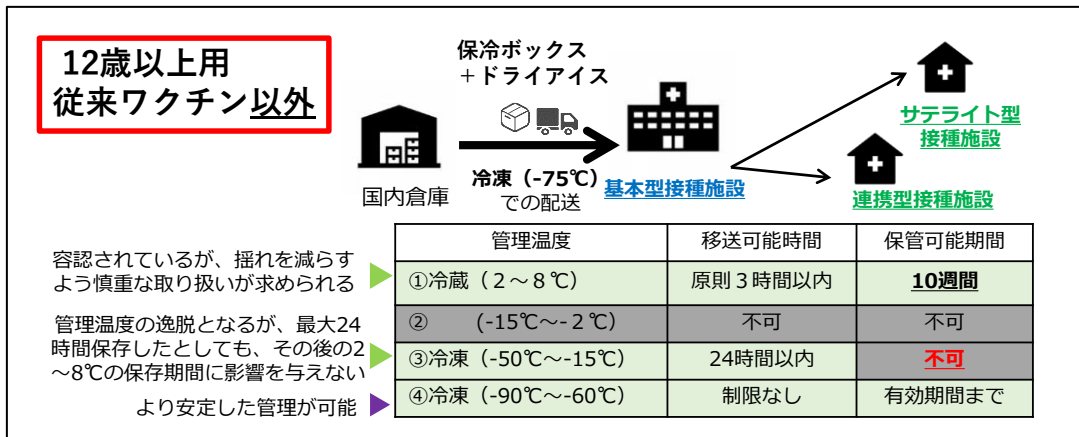 12歳以上用
従来ワクチン以外
保冷ボックス
＋ドライアイス
国内倉庫
冷凍（-75℃）
での配送
基本型接種施設
サテライト型
接種施設
連携型接種施設
管理温度 移送可能時間 保管可能期間
容認されているが、揺れを減らす
よう慎重な取り扱いが求められる
①冷蔵（２～８℃） 原則３時間以内 10週間
② (-15℃～-２℃) 不可 不可
管理温度の逸脱となるが、最大24
時間保存したとしても、その後の2
～8℃の保存期間に影響を与えない
③冷凍（-50℃～-15℃） 24時間以内 不可
より安定した管理が可能
④冷凍（-90℃～-60℃） 制限なし 有効期間まで